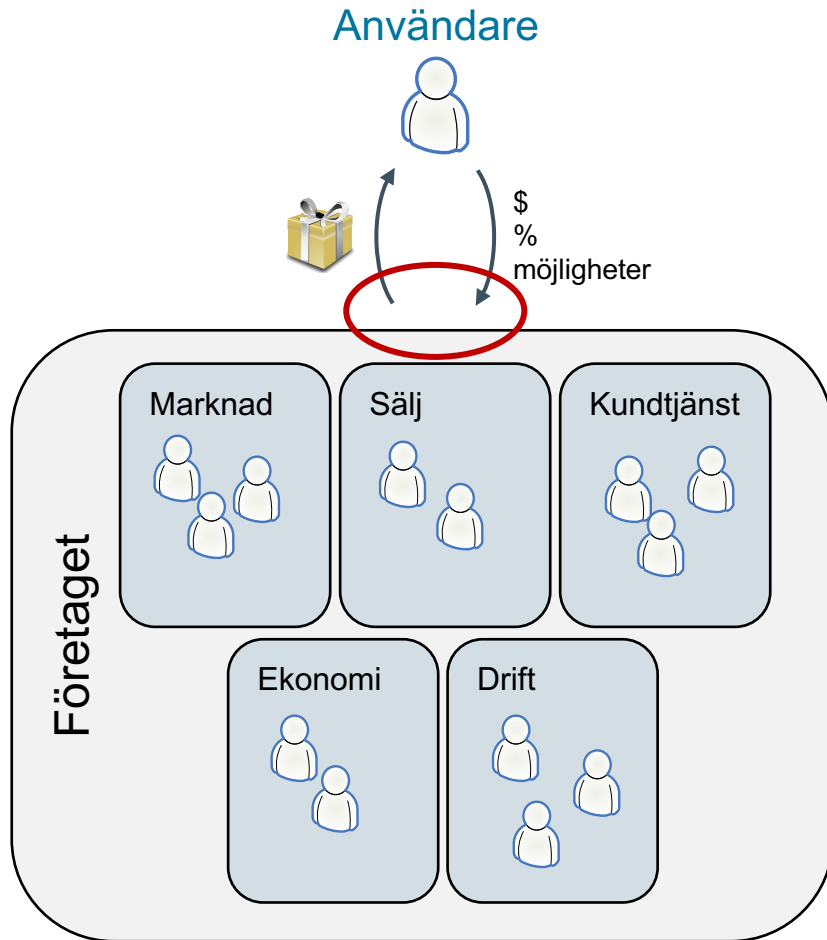 Användare
$
%
möjligheter
Företaget
Marknad
Sälj
Kundtjänst
Ekonomi
Drift